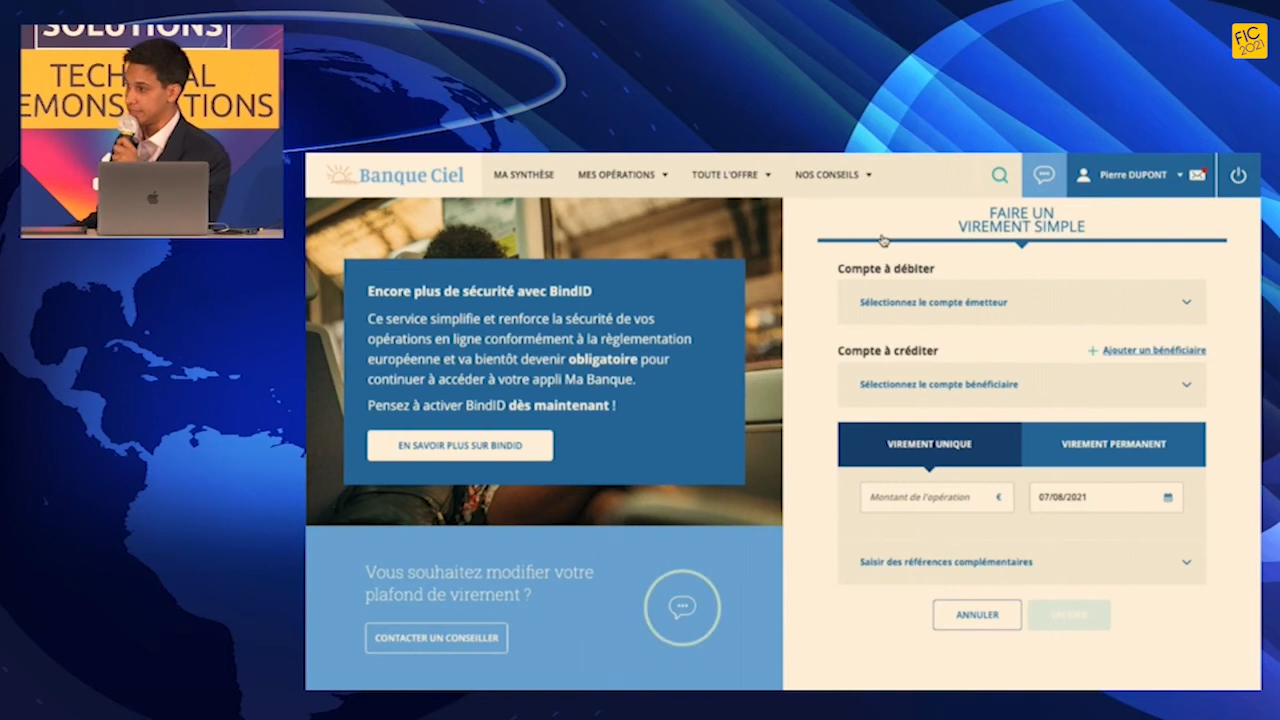 SOLUTIONS
TECH AL
EMONS TIONS
FIC
2021
Banque Ciel
MA SYNTHÈSE
MES OPÉRATIONS
TOUTE L'OFFRE
NOS CONSEILS
Pierre DUPONT
Encore plus de sécurité avec BindID
Ce service simplifie et renforce la sécurité de vos
opérations en ligne conformément à la règlementation
européenne et va bientôt devenir obligatoire pour
continuer à accéder à votre appli Ma Banque.
Pensez à activer BindID dès maintenant !
EN SAVOIR PLUS SUR BINDID
Vous souhaitez modifier votre
plafond de virement ?
CONTACTER UN CONSEILLER
FAIRE UN
VIREMENT SIMPLE
Compte à débiter
Sélectionnez le compte émetteur
Compte à créditer
+ Ajouter un bénéficiaire
Sélectionnez le compte bénéficiaire
VIREMENT UNIQUE
VIREMENT PERMANENT
Montant de l'opération €
07/08/2021
Saisir des références complémentaires
ANNULER